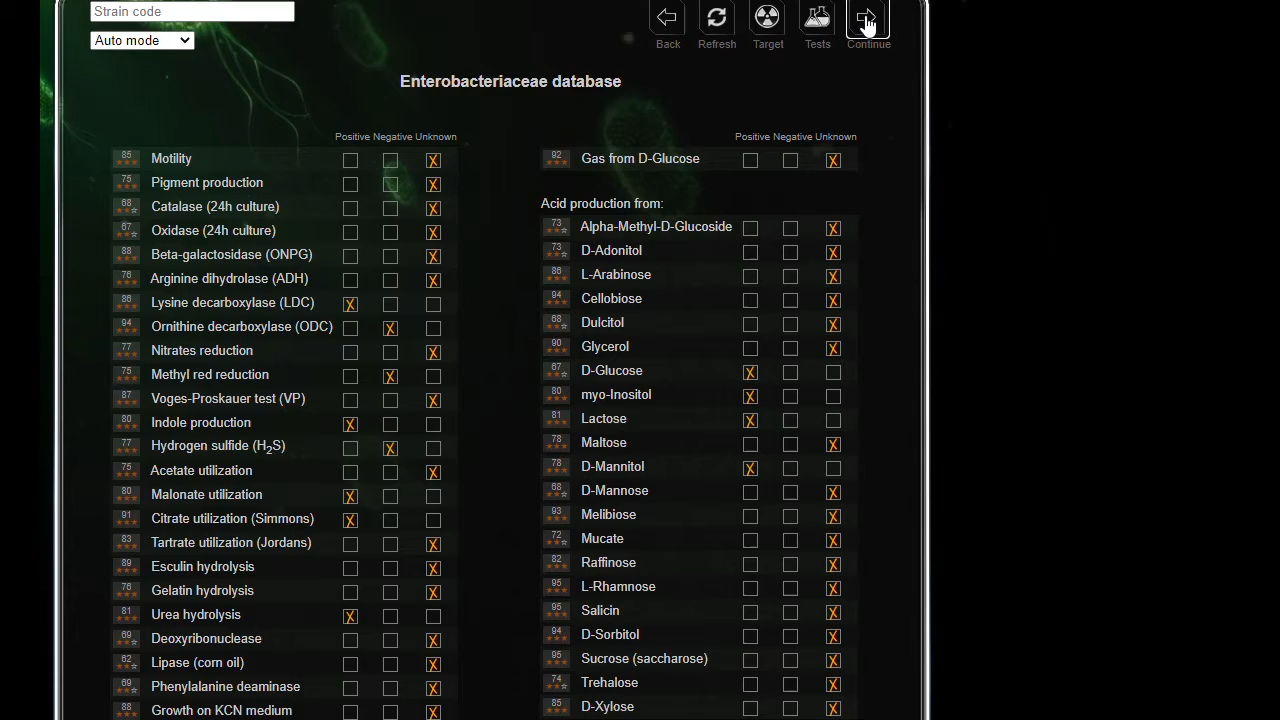 Strain code
Auto mode
Back Refresh Target Tests Continue
Enterobacteriaceae database
Positive Negative Unknown
85 Motility
75 Pigment production
68 Catalase (24h culture)
67 Oxidase (24h culture)
88 Beta-galactosidase (ONPG)
76 Arginine dihydrolase (ADH)
86 Lysine decarboxylase (LDC)
94 Ornithine decarboxylase (ODC)
77 Nitrates reduction
75 Methyl red reduction
87 Voges-Proskauer test (VP)
80 Indole production
77 Hydrogen sulfide (H2S)
75 Acetate utilization
80 Malonate utilization
91 Citrate utilization (Simmons)
83 Tartrate utilization (Jordans)
89 Esculin hydrolysis
76 Gelatin hydrolysis
81 Urea hydrolysis
69 Deoxyribonuclease
62 Lipase (corn oil)
69 Phenylalanine deaminase
88 Growth on KCN medium
Positive Negative Unknown
92 Gas from D-Glucose
Acid production from:
73 Alpha-Methyl-D-Glucoside
73 D-Adonitol
86 L-Arabinose
94 Cellobiose
68 Dulcitol
90 Glycerol
67 D-Glucose
80 myo-Inositol
81 Lactose
78 Maltose
78 D-Mannitol
68 D-Mannose
93 Melibiose
72 Mucate
82 Raffinose
95 L-Rhamnose
95 Salicin
94 D-Sorbitol
95 Sucrose (saccharose)
74 Trehalose
85 D-Xylose